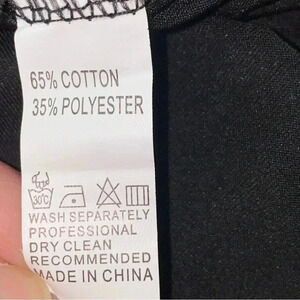 65% COTTON
35% POLYESTER
30°C
WASH SEPARATELY
PROFESSIONAL
DRY CLEAN
RECOMMENDED
MADE IN CHINA